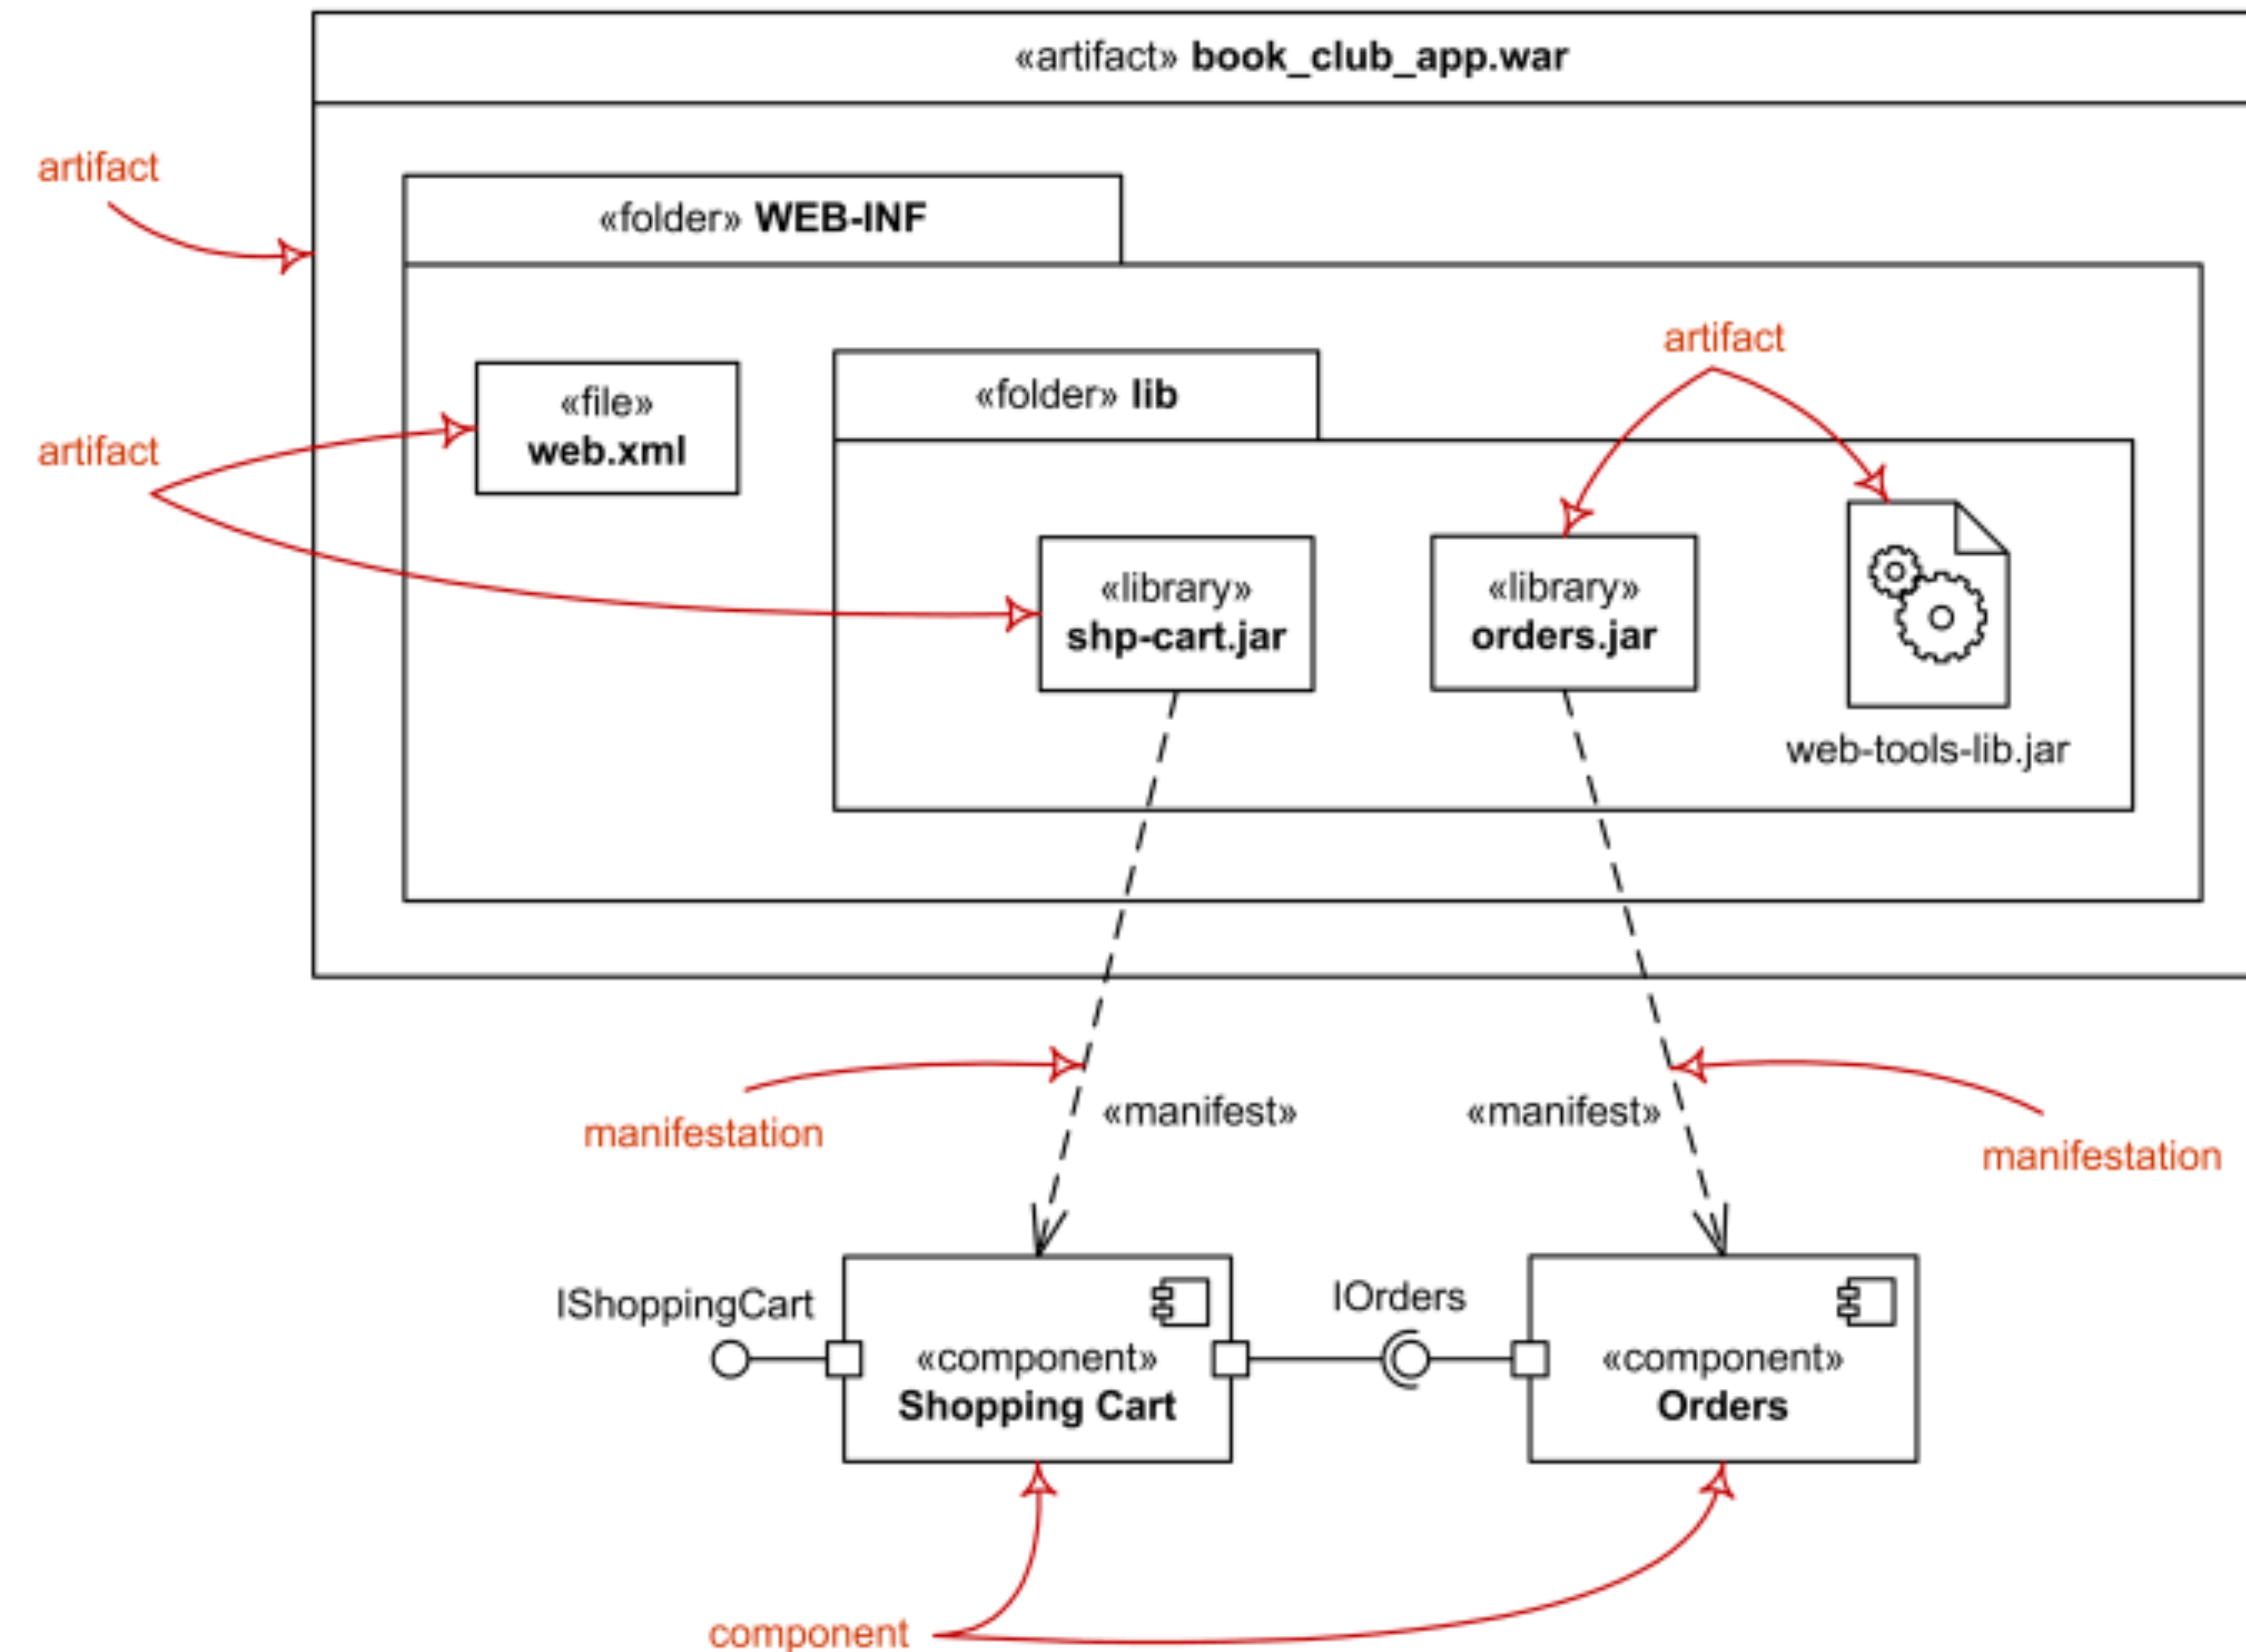 «artifact» book_club_app.war
artifact
«folder» WEB-INF
artifact
«file»
web.xml
«folder» lib
artifact
«library»
shp-cart.jar
«library»
orders.jar
web-tools-lib.jar
manifestation
«manifest»
«manifest»
manifestation
IShoppingCart
IOrders
«component»
Shopping Cart
«component»
Orders
component